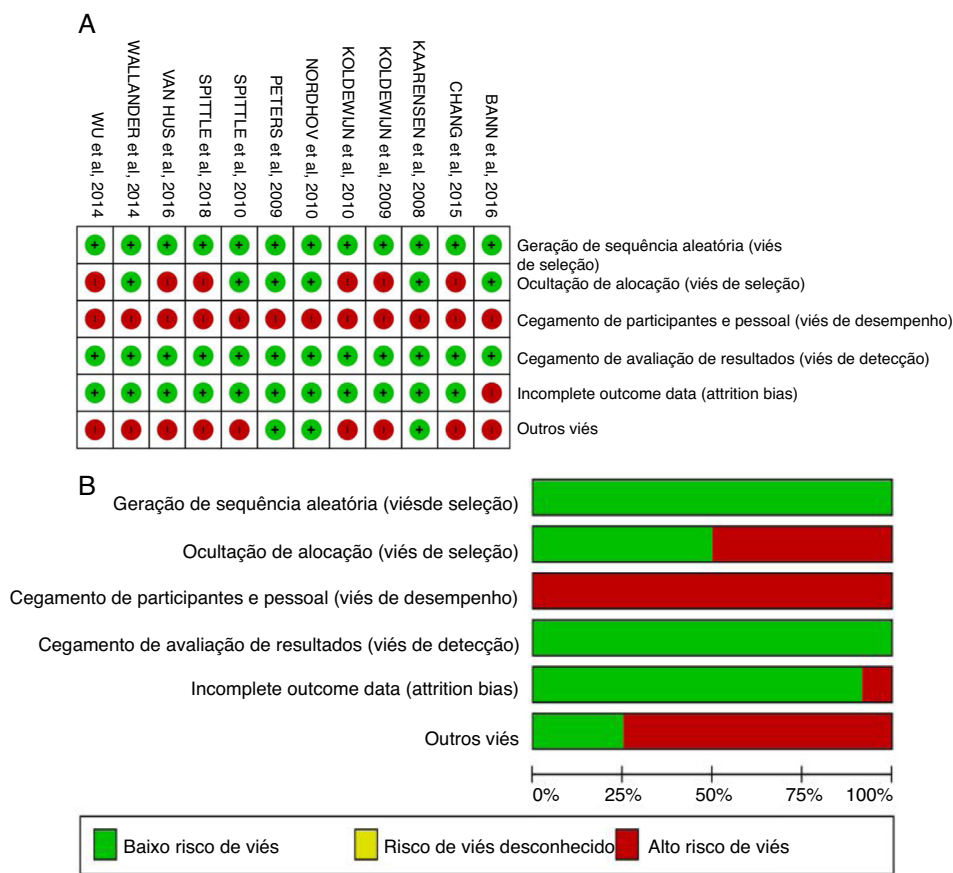 A
WU et al, 2014
WALLANDER et al, 2014
VAN HUS et al, 2016
SPITTLE et al, 2018
SPITTLE et al, 2010
PETERS et al, 2009
NORDHOV et al, 2010
KOLDEWIJN et al, 2010
KOLDEWIJN et al, 2009
KAARENSEN et al, 2008
CHANG et al, 2015
BANN et al, 2016
Geração de sequência aleatória (viés
de seleção)
Ocultação de alocação (viés de seleção)
Cegamento de participantes e pessoal (viés de desempenho)
Cegamento de avaliação de resultados (viés de detecção)
Incomplete outcome data (attrition bias)
Outros viés
B
Geração de sequência aleatória (viésde seleção)
Ocultação de alocação (viés de seleção)
Cegamento de participantes e pessoal (viés de desempenho)
Cegamento de avaliação de resultados (viés de detecção)
Incomplete outcome data (attrition bias)
Outros viés
0% 25% 50% 75% 100%
Baixo risco de viés Risco de viés desconhecido Alto risco de viés